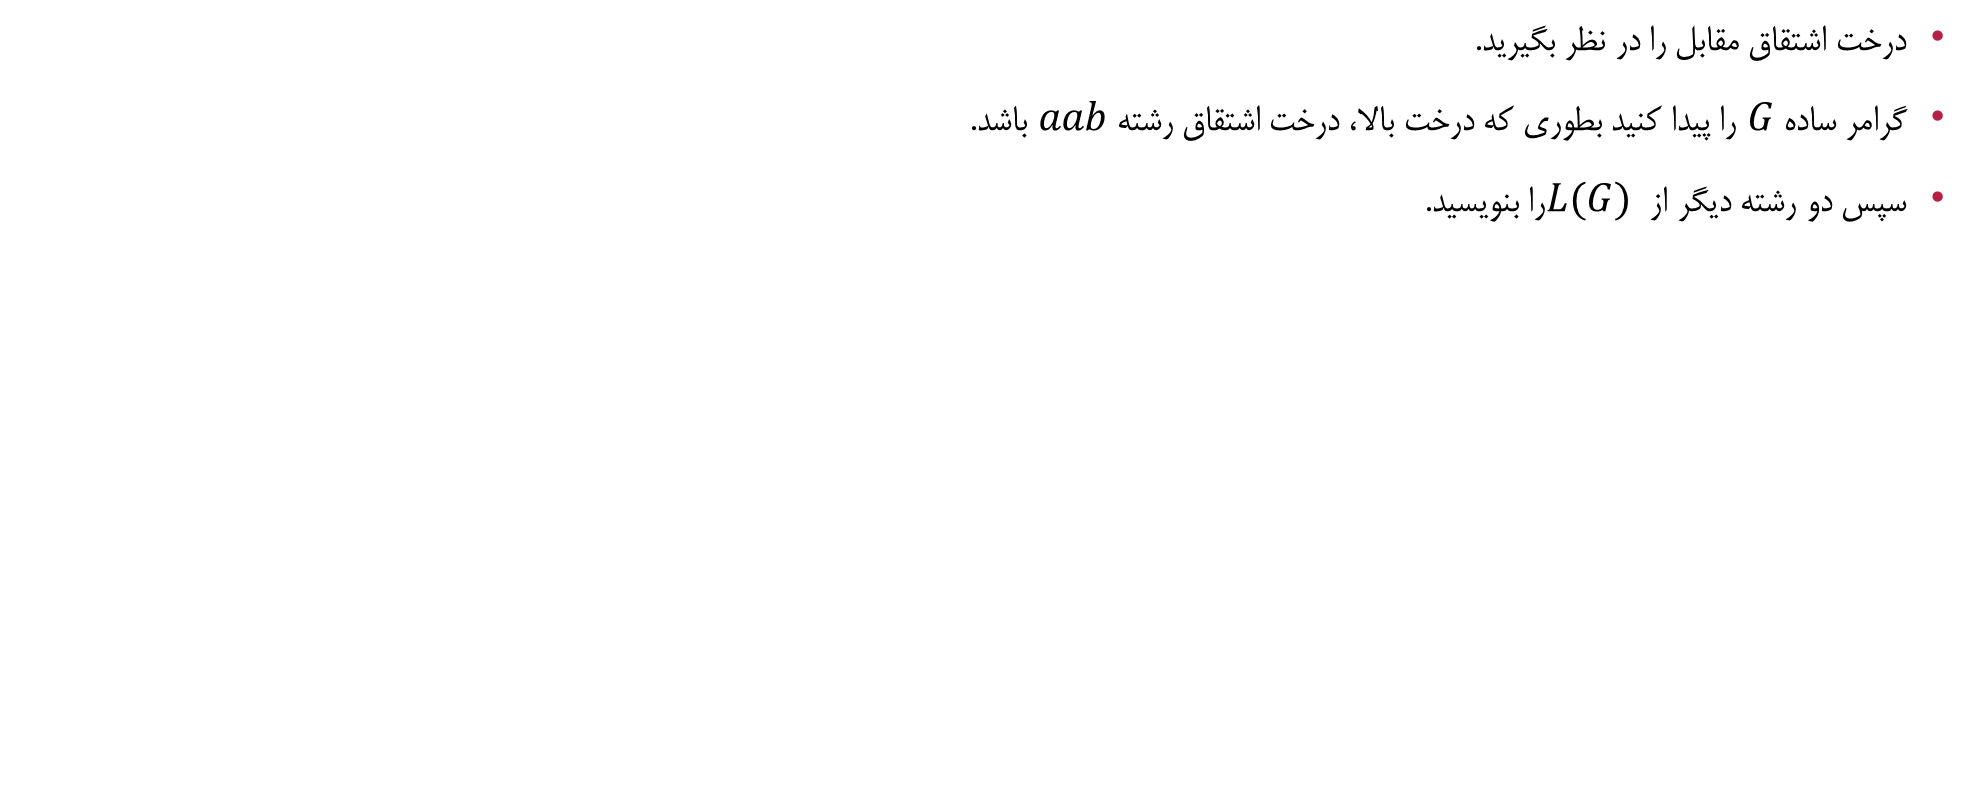 • درخت اشتقاق مقابل را در نظر بگیرید.
• گرامر ساده G را پیدا کنید بطوری که درخت بالا، درخت اشتقاق رشته aab باشد.
• سپس دو رشته دیگر از L(G) را بنویسید.